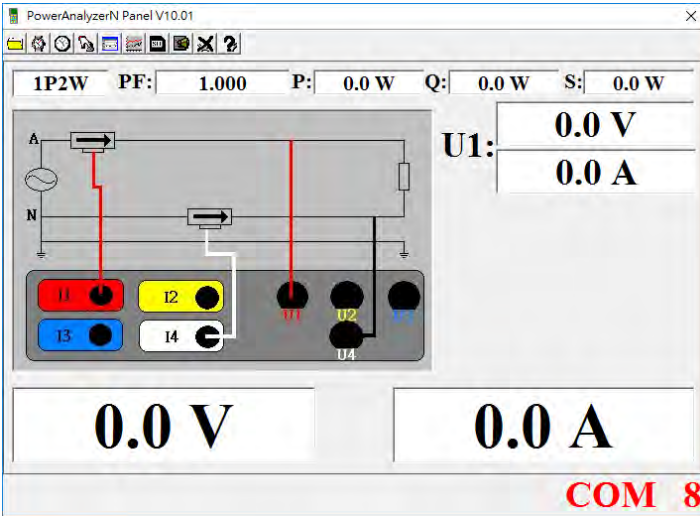 PowerAnalyzerN Panel V10.01
1P2W PF: 1.000 P: 0.0 W Q: 0.0 W S: 0.0 W
U1: 0.0 V
0.0 A
A
N
I1 I2 U1 U2 U3
I3 I4 U4
0.0 V 0.0 A
COM 8